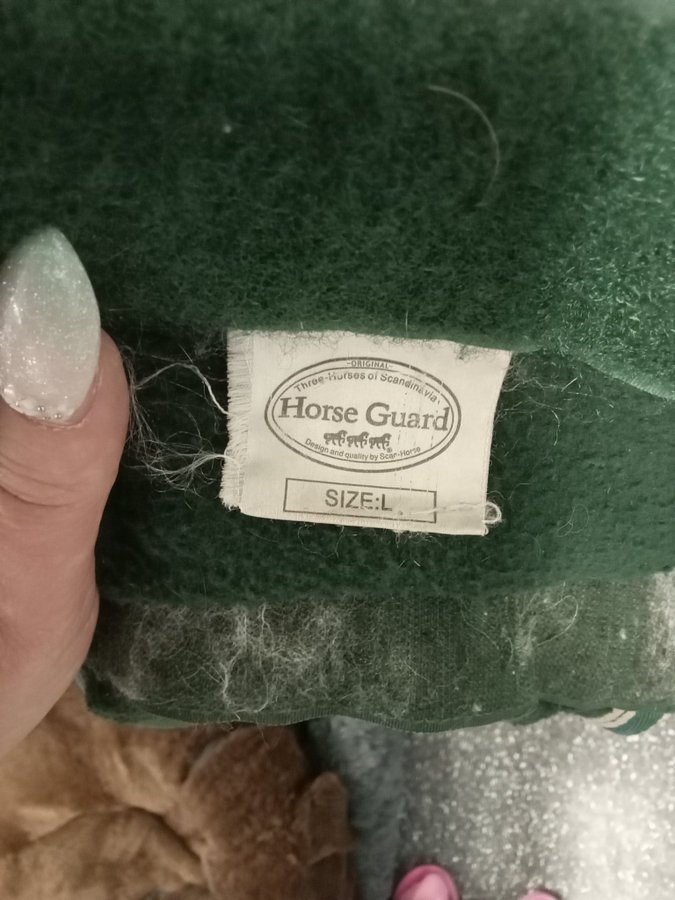 ORIGINAL
Three-Horses of Scandinavia
Horse Guard
®
Design and quality by Scan-Horse
SIZE:L